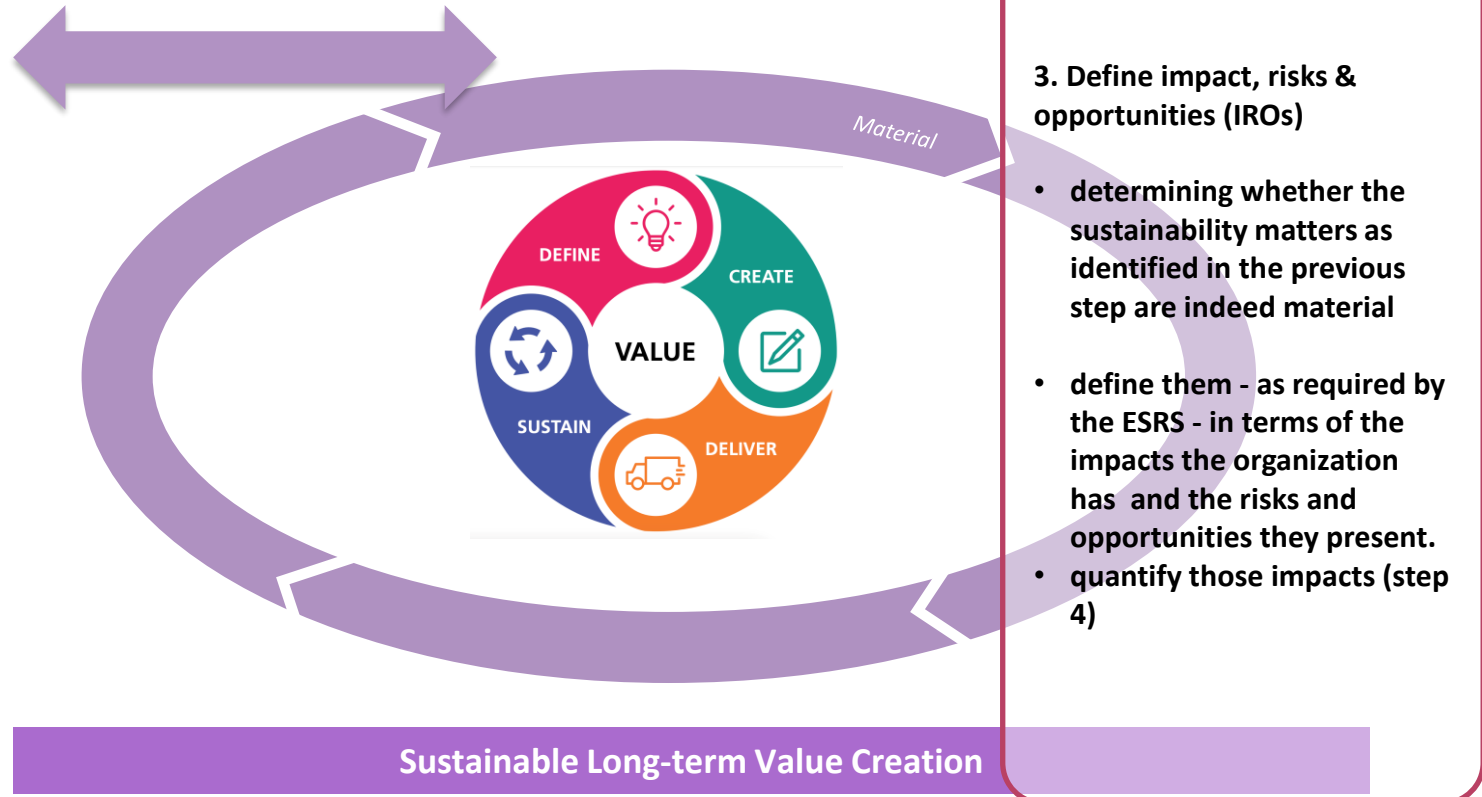 Material
DEFINE
CREATE
VALUE
SUSTAIN
DELIVER
3. Define impact, risks &
opportunities (IROs)
• determining whether the
sustainability matters as
identified in the previous
step are indeed material
• define them - as required by
the ESRS - in terms of the
impacts the organization
has  and the risks and
opportunities they present.
• quantify those impacts (step
4)
Sustainable Long-term Value Creation